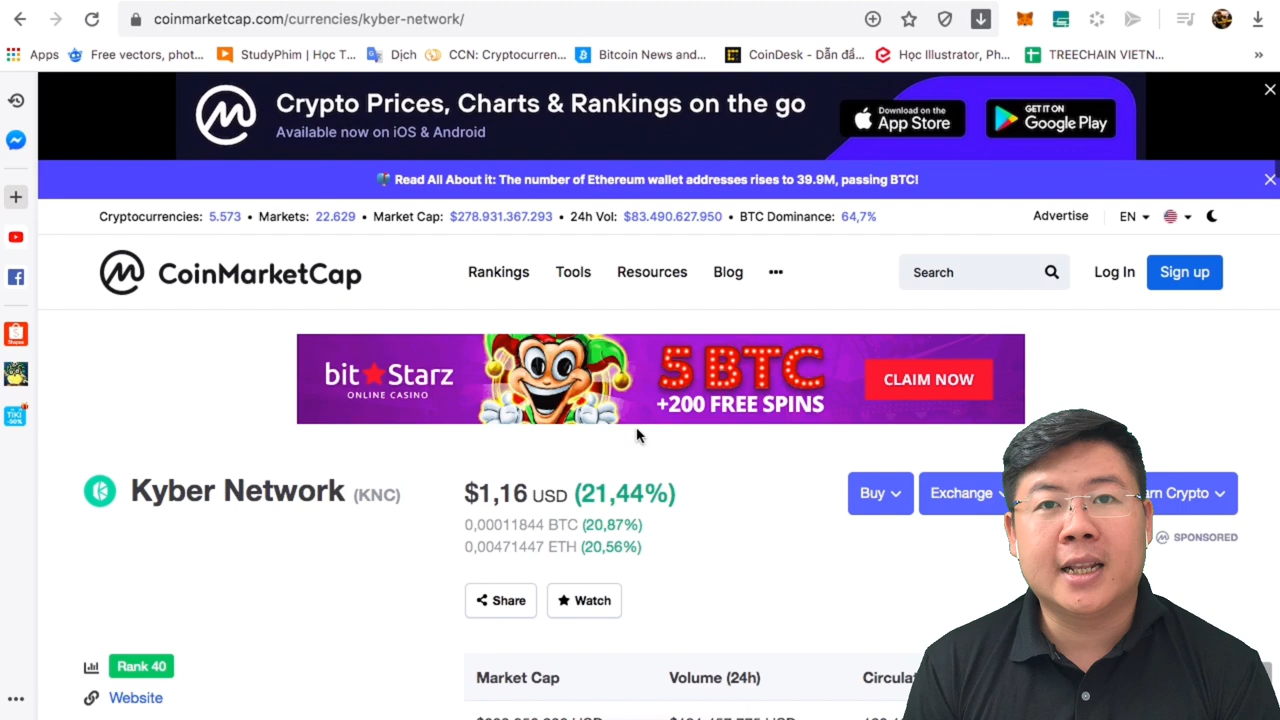 coinmarketcap.com/currencies/kyber-network/
Apps Free vectors, phot... StudyPhim | Học T... Dịch CCN: Cryptocurren... Bitcoin News and... CoinDesk - Dẫn đầ... Học Illustrator, Ph... TREECHAIN VIETN... »
Crypto Prices, Charts & Rankings on the go
Available now on iOS & Android
Download on the
App Store
GET IT ON
Google Play
Read All About it: The number of Ethereum wallet addresses rises to 39.9M, passing BTC!
Cryptocurrencies: 5.573 • Markets: 22.629 • Market Cap: $278.931.367.293 • 24h Vol: $83.490.627.950 • BTC Dominance: 64,7%
Advertise EN
CoinMarketCap
Rankings Tools Resources Blog
Search
Log In Sign up
bitStarz
ONLINE CASINO
5 BTC
+200 FREE SPINS
CLAIM NOW
Kyber Network (KNC)
$1,16 USD (21,44%)
0,00011844 BTC (20,87%)
0,00471447 ETH (20,56%)
Buy Exchange Crypto
SPONSORED
Share Watch
Rank 40
Website
Market Cap Volume (24h)
TIKI